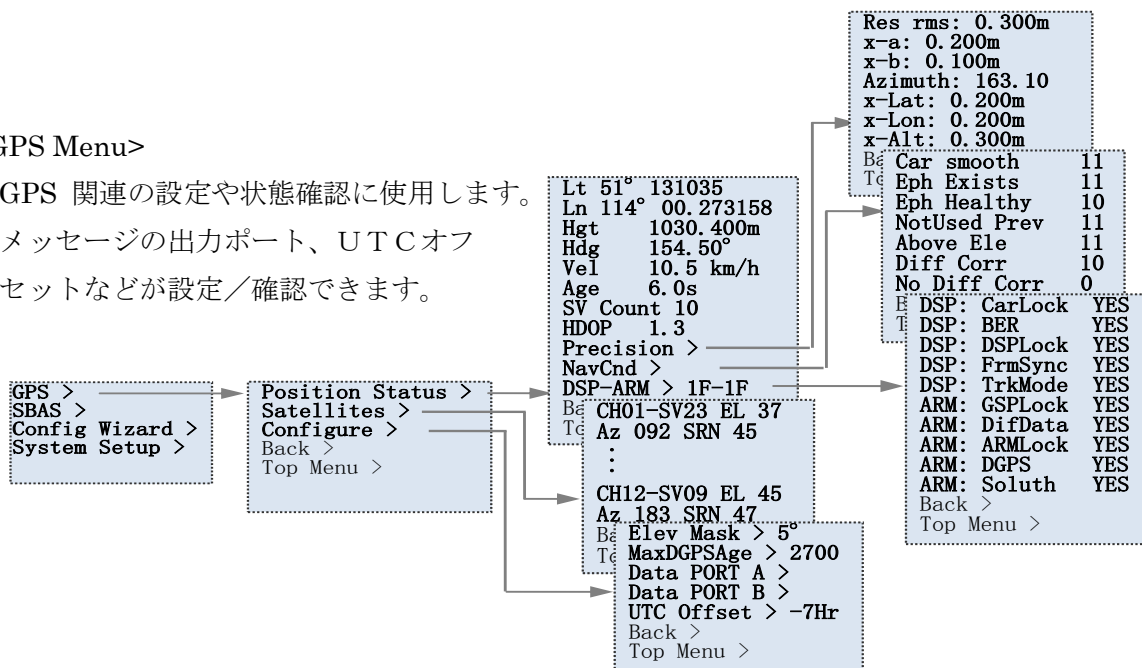 GPS Menu>
GPS 関連の設定や状態確認に使用します。
メッセージの出力ポート、ＵＴＣオフ
セットなどが設定／確認できます。
GPS >
SBAS >
Config Wizard >
System Setup >
Position Status >
Satellites >
Configure >
Back >
Top Menu >
Lt 51° 131035
Ln 114° 00.273158
Hgt 1030.400m
Hdg 154.50°
Vel 10.5 km/h
Age 6.0s
SV Count 10
HDOP 1.3
Precision >
NavCnd >
DSP-ARM > 1F-1F
Ba
To
CH01-SV23 EL 37
Az 092 SRN 45
⋮
CH12-SV09 EL 45
Az 183 SRN 47
Ba
To
Elev Mask > 5°
MaxDGPSAge > 2700
Data PORT A >
Data PORT B >
UTC Offset > -7Hr
Back >
Top Menu >
Res rms: 0.300m
x-a: 0.200m
x-b: 0.100m
Azimuth: 163.10
x-Lat: 0.200m
x-Lon: 0.200m
x-Alt: 0.300m
Ba
To
Car smooth 11
Eph Exists 11
Eph Healthy 10
NotUsed Prev 11
Above Ele 11
Diff Corr 10
No Diff Corr 0
B
T
DSP: CarLock YES
DSP: BER YES
DSP: DSPLock YES
DSP: FrmSync YES
DSP: TrkMode YES
ARM: GSPLock YES
ARM: DifData YES
ARM: ARMLock YES
ARM: DGPS YES
ARM: Soluth YES
Back >
Top Menu >